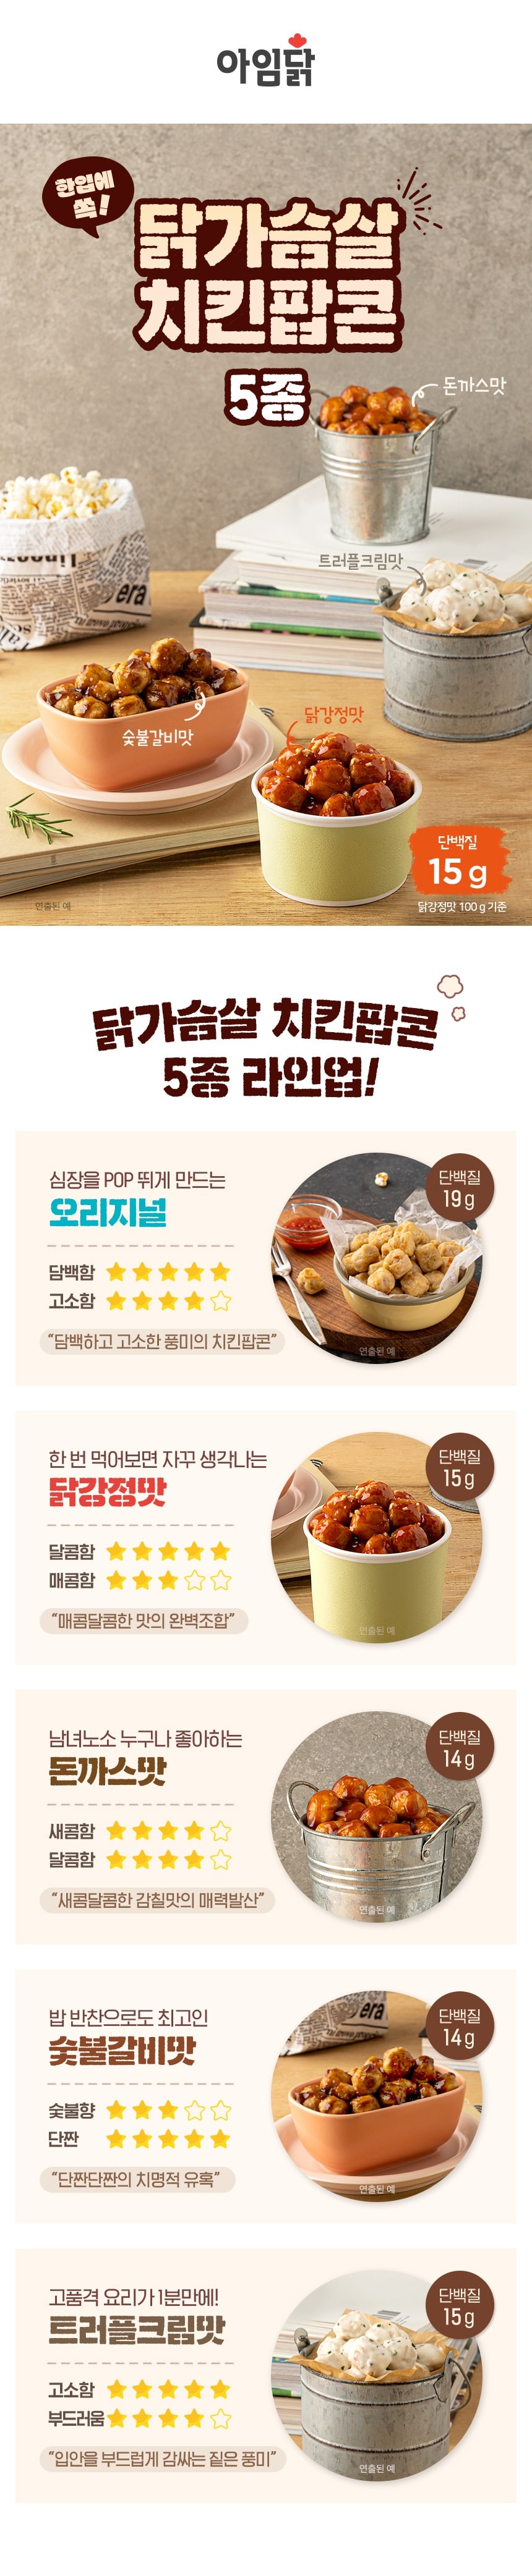 아임닭
한입에
쏙!
닭가슴살
치킨팝콘
5종
돈까스맛
트러플크림맛
era
숯불갈비맛
닭강정맛
단백질
15 g
닭강정맛 100 g 기준
연출된 예
닭가슴살 치킨팝콘
5종 라인업!
심장을 POP 뛰게 만드는
오리지널
단백질
19 g
담백함 ★★★★☆
고소함 ★★★★☆
“담백하고 고소한 풍미의 치킨팝콘”
연출된 예
한 번 먹어보면 자꾸 생각나는
닭강정맛
단백질
15 g
달콤함 ★★★★★
매콤함 ★★★☆☆
“매콤달콤한 맛의 완벽조합”
연출된 예
남녀노소 누구나 좋아하는
돈까스맛
단백질
14 g
새콤함 ★★★★☆
달콤함 ★★★★☆
“새콤달콤한 감칠맛의 매력발산”
연출된 예
밥 반찬으로도 최고인
숯불갈비맛
era
단백질
14 g
숯불향 ★★★☆☆
단짠 ★★★★★
“단짠단짠의 치명적 유혹”
연출된 예
고품격 요리가 1분만에!
트러플크림맛
단백질
15 g
고소함 ★★★★★
부드러움 ★★★★☆
“입안을 부드럽게 감싸는 짙은 풍미”
연출된 예